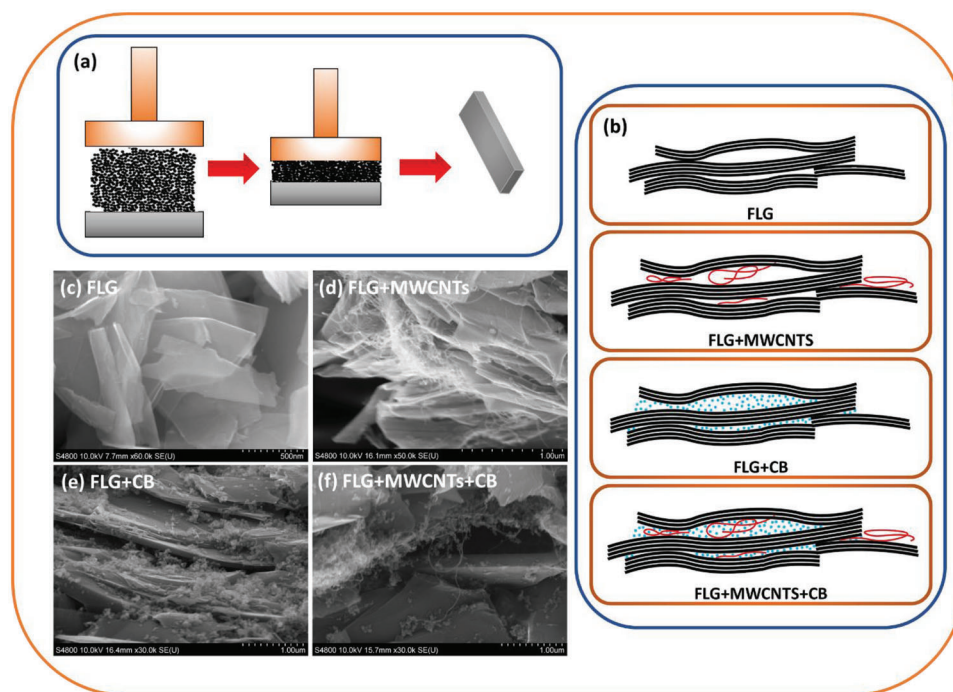 (a)
(b)
FLG
FLG+MWCNTS
FLG+CB
FLG+MWCNTS+CB
(c) FLG
S4800 10.0kV 7.7mm x60.0k SE(U)
500nm
(d) FLG+MWCNTs
S4800 10.0kV 16.1mm x50.0k SE(U)
1.00um
(e) FLG+CB
S4800 10.0kV 16.4mm x30.0k SE(U)
1.00um
(f) FLG+MWCNTs+CB
S4800 10.0kV 15.7mm x30.0k SE(U)
1.00um